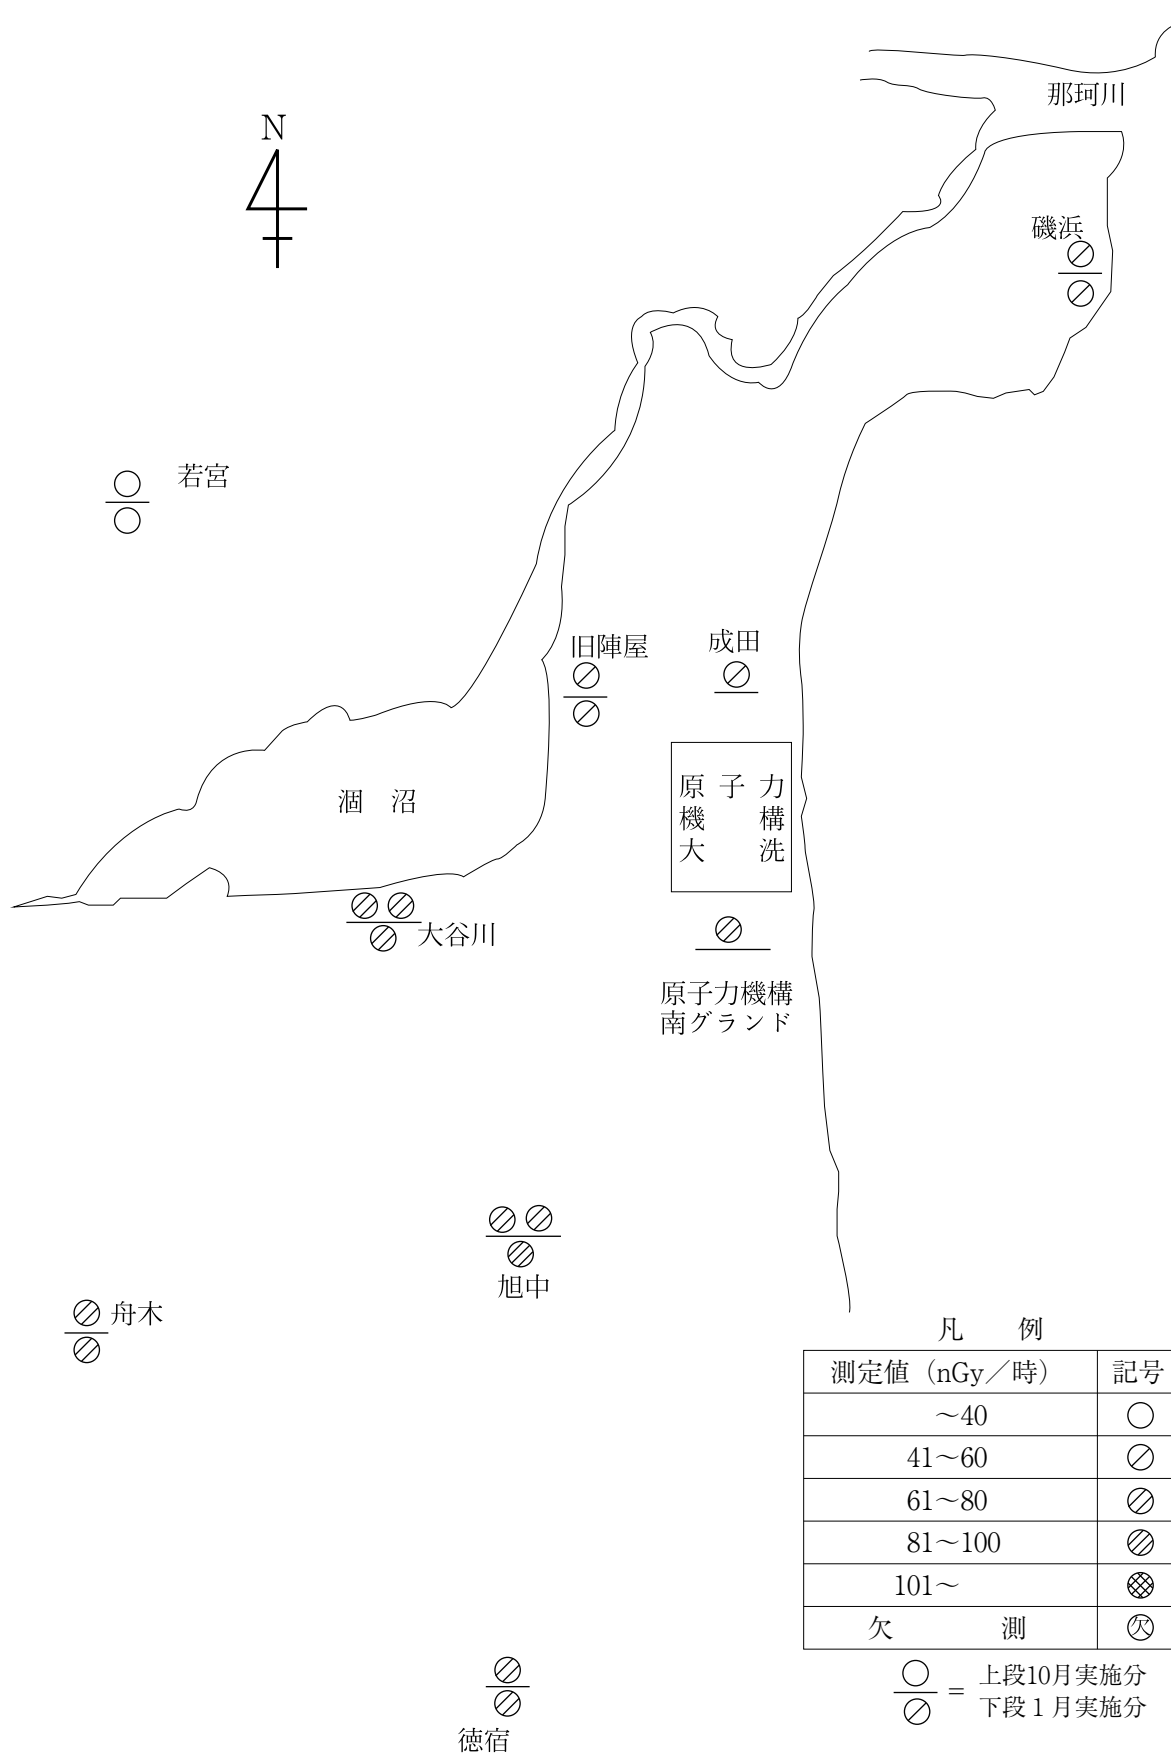 那珂川
N
磯浜
若宮
旧陣屋
成田
原子力
機構
大洗
涸沼
大谷川
原子力機構
南グランド
旭中
舟木
凡例
測定値（nGy／時） 記号
～40
41～60
61～80
81～100
101～
欠測 欠
= 上段10月実施分
下段１月実施分
徳宿